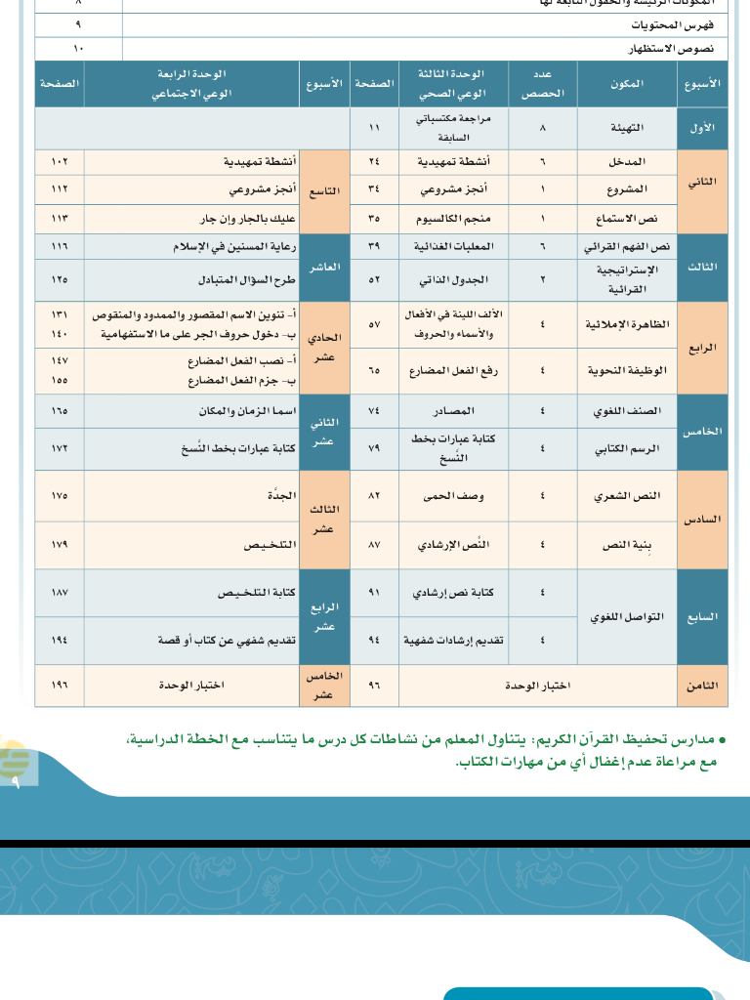 المكونات الرئيسة والحقول التابعة لها ٨
فهرس المحتويات ٩
نصوص الاستظهار ١٠
الأسبوع المكون عدد الحصص الوحدة الثالثة الوعي الصحي الصفحة الأسبوع الوحدة الرابعة الوعي الاجتماعي الصفحة
الأول التهيئة ٨ مراجعة مكتسباتي السابقة ١١
الثاني المدخل ٦ أنشطة تمهيدية ٢٤ التاسع أنشطة تمهيدية ١٠٢
المشروع ١ أنجز مشروعي ٣٤ أنجز مشروعي ١١٢
نص الاستماع ١ منجم الكالسيوم ٣٥ عليك بالجار وإن جار ١١٣
الثالث نص الفهم القرائي ٦ المعلبات الغذائية ٣٩ العاشر رعاية المسنين في الإسلام ١١٦
الإستراتيجية القرائية ٢ الجدول الذاتي ٥٢ طرح السؤال المتبادل ١٢٥
الرابع الظاهرة الإملائية ٤ الألف اللينة في الأفعال والأسماء والحروف ٥٧ الحادي عشر أ- تنوين الاسم المقصور والممدود والمنقوص ١٣١
ب- دخول حروف الجر على ما الاستفهامية ١٤٠
الوظيفة النحوية ٤ رفع الفعل المضارع ٦٥ أ- نصب الفعل المضارع ١٤٧
ب- جزم الفعل المضارع ١٥٥
الخامس الصنف اللغوي ٤ المصادر ٧٤ الثاني عشر اسما الزمان والمكان ١٦٥
الرسم الكتابي ٤ كتابة عبارات بخط النَّسخ ٧٩ كتابة عبارات بخط النَّسخ ١٧٢
السادس النص الشعري ٤ وصف الحمى ٨٢ الثالث عشر الجدَّة ١٧٥
بِنية النص ٤ النَّص الإرشادي ٨٧ التلخيص ١٧٩
السابع التواصل اللغوي ٤ كتابة نص إرشادي ٩١ الرابع عشر كتابة التلخيص ١٨٧
٤ تقديم إرشادات شفهية ٩٤ تقديم شفهي عن كتاب أو قصة ١٩٤
الثامن اختبار الوحدة ٩٦ الخامس عشر اختبار الوحدة ١٩٦
• مدارس تحفيظ القرآن الكريم: يتناول المعلم من نشاطات كل درس ما يتناسب مع الخطة الدراسية،
مع مراعاة عدم إغفال أي من مهارات الكتاب.
٩